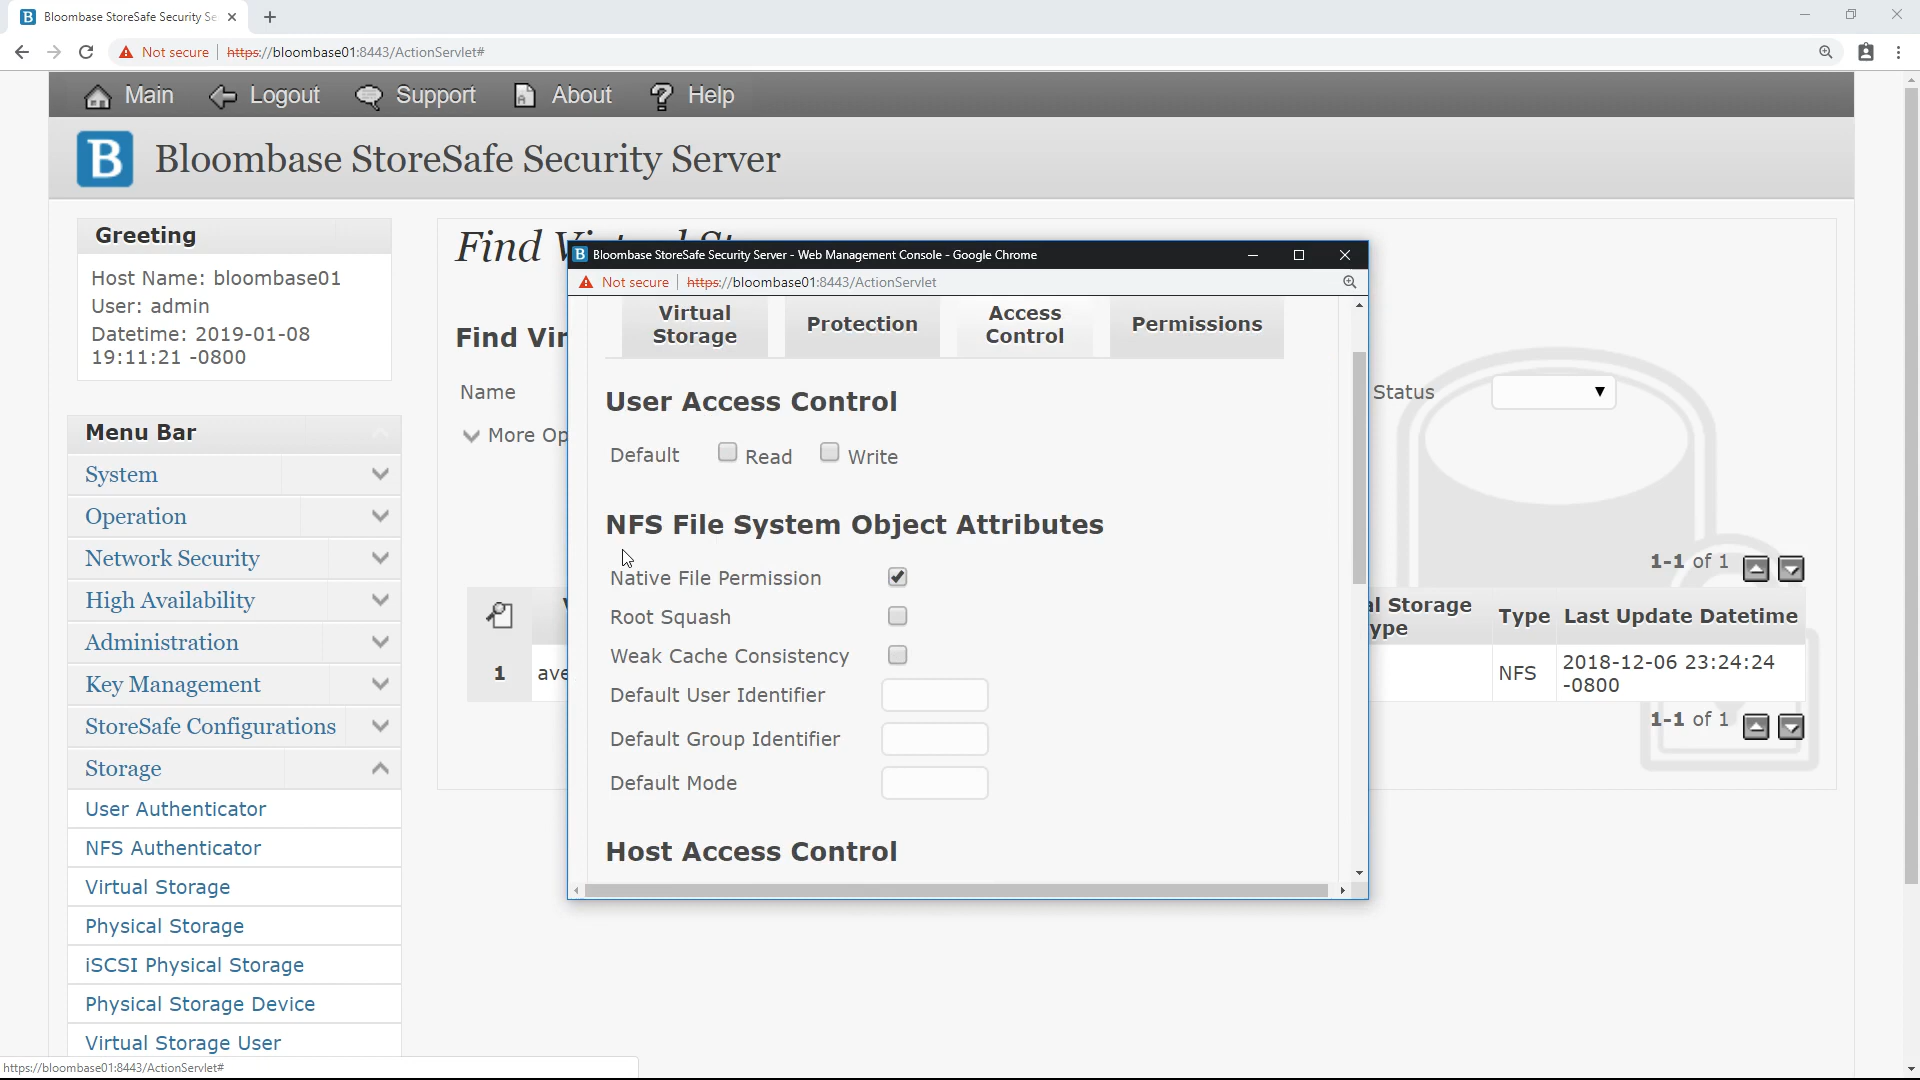 Bloombase StoreSafe Security Se
Not secure https://bloombase01:8443/ActionServlet#
Main Logout Support About Help
B Bloombase StoreSafe Security Server
Greeting
Host Name: bloombase01
User: admin
Datetime: 2019-01-08
19:11:21 -0800
Menu Bar
System
Operation
Network Security
High Availability
Administration
Key Management
StoreSafe Configurations
Storage
User Authenticator
NFS Authenticator
Virtual Storage
Physical Storage
iSCSI Physical Storage
Physical Storage Device
Virtual Storage User
https://bloombase01:8443/ActionServlet#
Find
Find Vir
Name
More Op
1 ave
Bloombase StoreSafe Security Server - Web Management Console - Google Chrome
Not secure https://bloombase01:8443/ActionServlet
Virtual Storage
Protection
Access Control
Permissions
User Access Control
Default Read Write
NFS File System Object Attributes
Native File Permission
Root Squash
Weak Cache Consistency
Default User Identifier
Default Group Identifier
Default Mode
Host Access Control
Status
1-1 of 1
Storage Type Last Update Datetime
NFS 2018-12-06 23:24:24
-0800
1-1 of 1